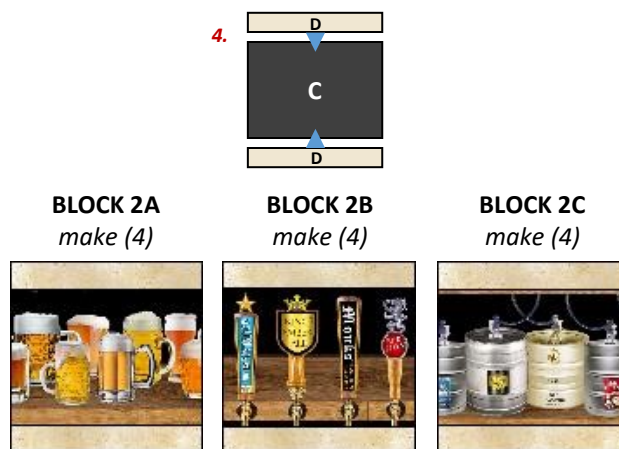 4.
D
C
D
BLOCK 2A
make (4)
BLOCK 2B
make (4)
BLOCK 2C
make (4)